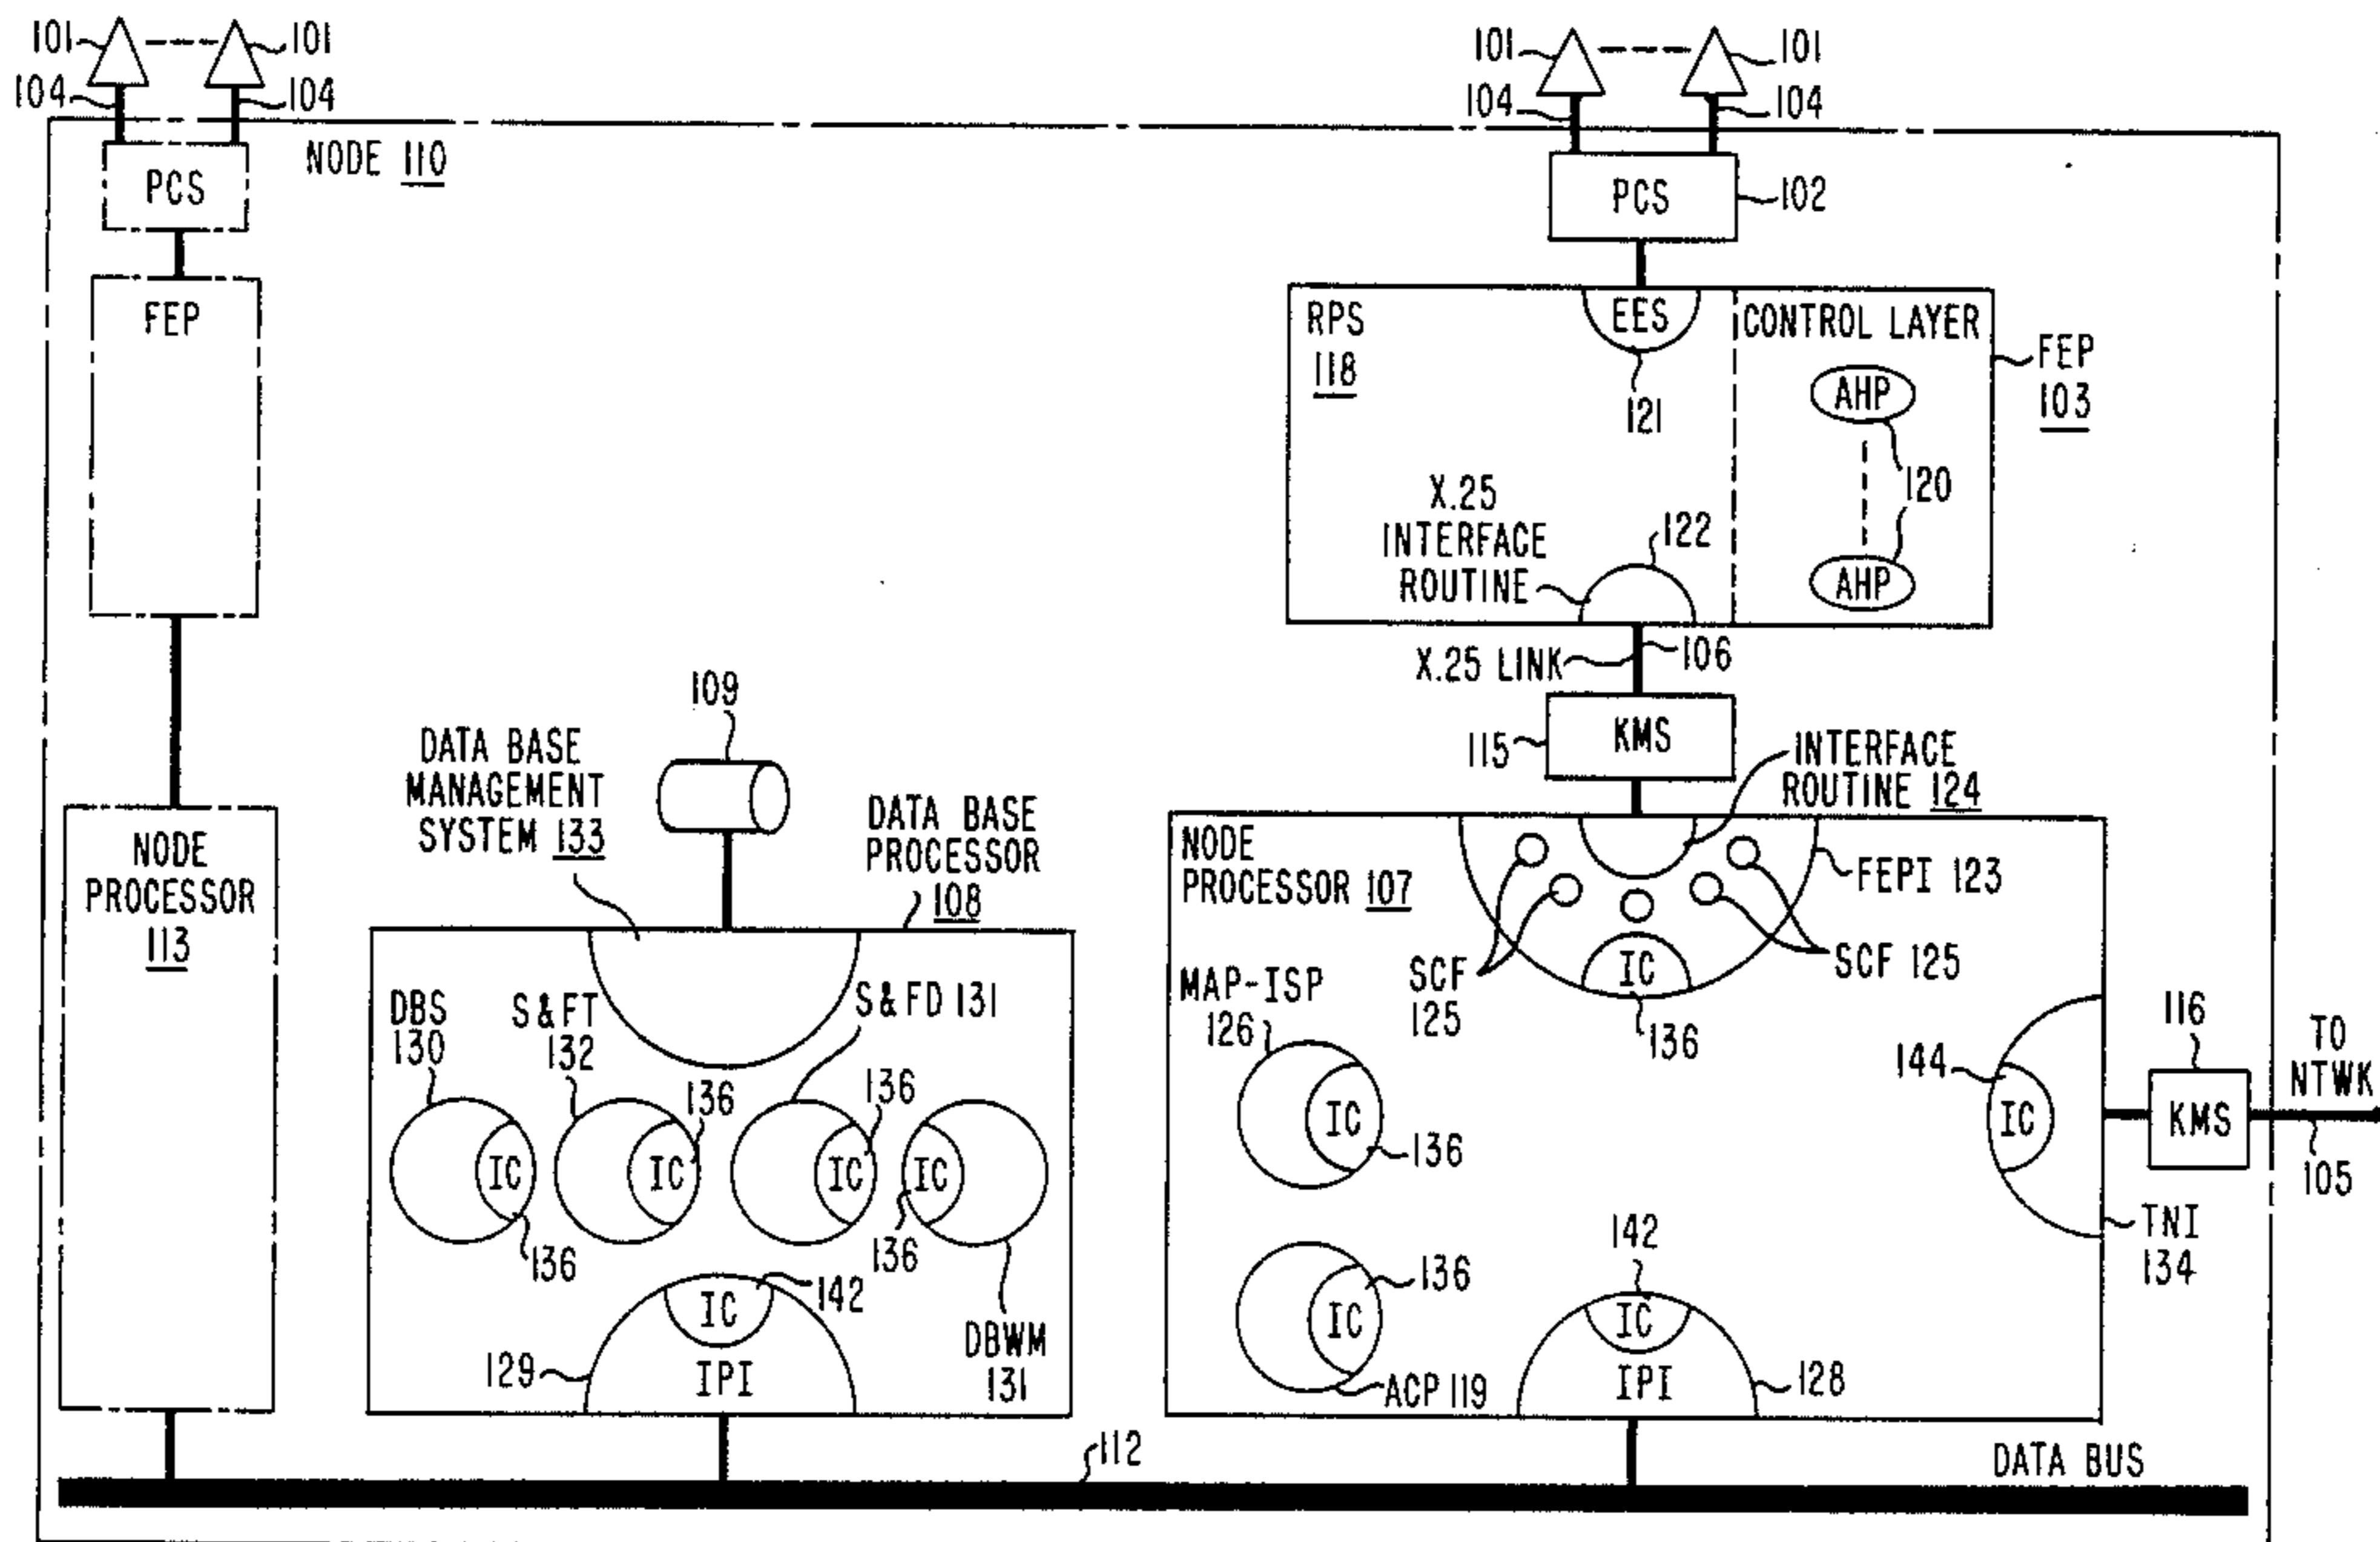 101
101
104
104
NODE 110
PCS
FEP
NODE
PROCESSOR
113
101
101
104
104
PCS
102
RPS
118
EES
121
CONTROL LAYER
AHP
120
AHP
FEP
103
X.25
INTERFACE
ROUTINE
122
X.25 LINK
106
115
KMS
INTERFACE
ROUTINE 124
109
DATA BASE
MANAGEMENT
SYSTEM 133
DATA BASE
PROCESSOR
108
DBS
130
S&FT
132
S&FD 131
IC
136
IC
136
IC
136
IC
136
DBWM
131
IC
142
129
IPI
NODE
PROCESSOR 107
FEPI 123
SCF
125
SCF 125
IC
136
MAP-ISP
126
IC
136
IC
136
ACP 119
142
IC
IPI
128
144
IC
TNI
134
116
KMS
TO
NTWK
105
112
DATA BUS